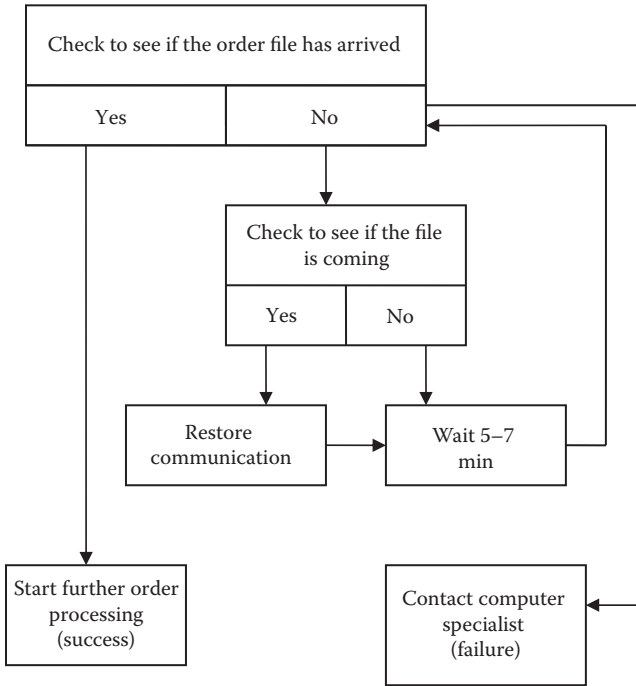 Check to see if the order file has arrived
Yes
No
Check to see if the file
is coming
Yes
No
Restore
communication
Wait 5–7
min
Start further order
processing
(success)
Contact computer
specialist
(failure)